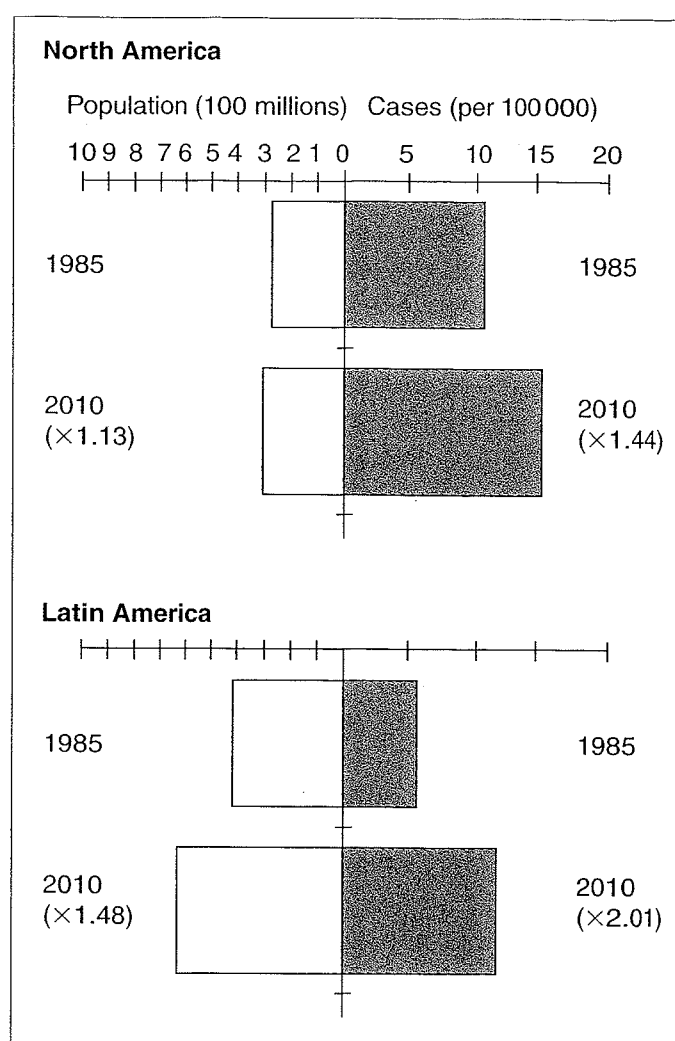 North America
Population (100 millions) Cases (per 100 000)
10 9 8 7 6 5 4 3 2 1 0 5 10 15 20
1985 1985
2010 2010
(×1.13) (×1.44)
Latin America
1985 1985
2010 2010
(×1.48) (×2.01)